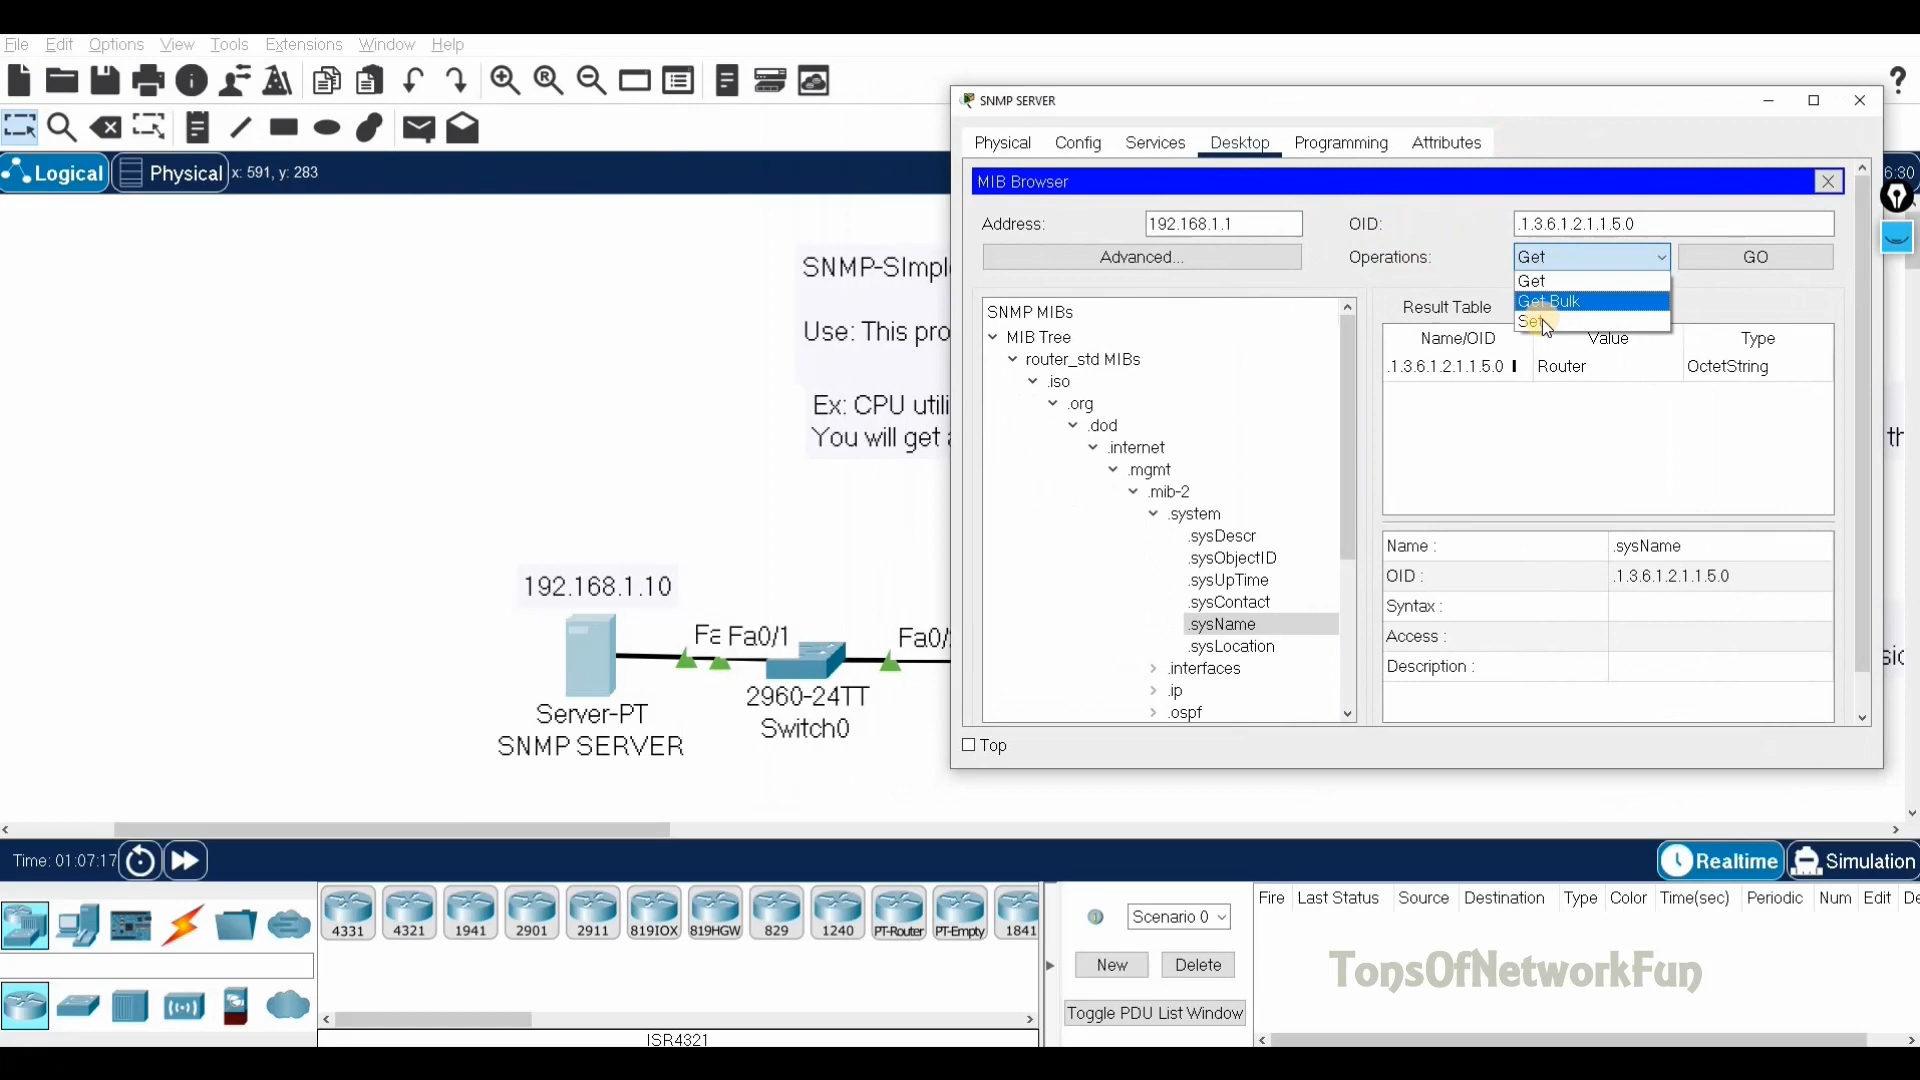 File Edit Options View Tools Extensions Window Help
SNMP SERVER
Physical Config Services Desktop Programming Attributes
Logical Physical x: 591, y: 283
6:30
MIB Browser
Address: 192.168.1.1 OID: .1.3.6.1.2.1.1.5.0
Advanced... Operations: Get GO
Get
Get Bulk
Set
SNMP-SImpl
Use: This pro
Ex: CPU utili
You will get a
SNMP MIBs
MIB Tree
router_std MIBs
.iso
.org
.dod
.internet
.mgmt
.mib-2
.system
.sysDescr
.sysObjectID
.sysUpTime
.sysContact
.sysName
.sysLocation
.interfaces
.ip
.ospf
Result Table
Name/OID Value Type
.1.3.6.1.2.1.1.5.0 Router OctetString
Name : .sysName
OID : .1.3.6.1.2.1.1.5.0
Syntax :
Access :
Description :
th
Top
192.168.1.10
Fa0/1 Fa0/
Server-PT
SNMP SERVER
2960-24TT
Switch0
Time: 01:07:17 Realtime Simulation
4331 4321 1941 2901 2911 819IOX 819HGW 829 1240 PT-Router PT-Empty 1841
ISR4321
Scenario 0
New Delete
Toggle PDU List Window
Fire Last Status Source Destination Type Color Time(sec) Periodic Num Edit De
TonsOfNetworkFun